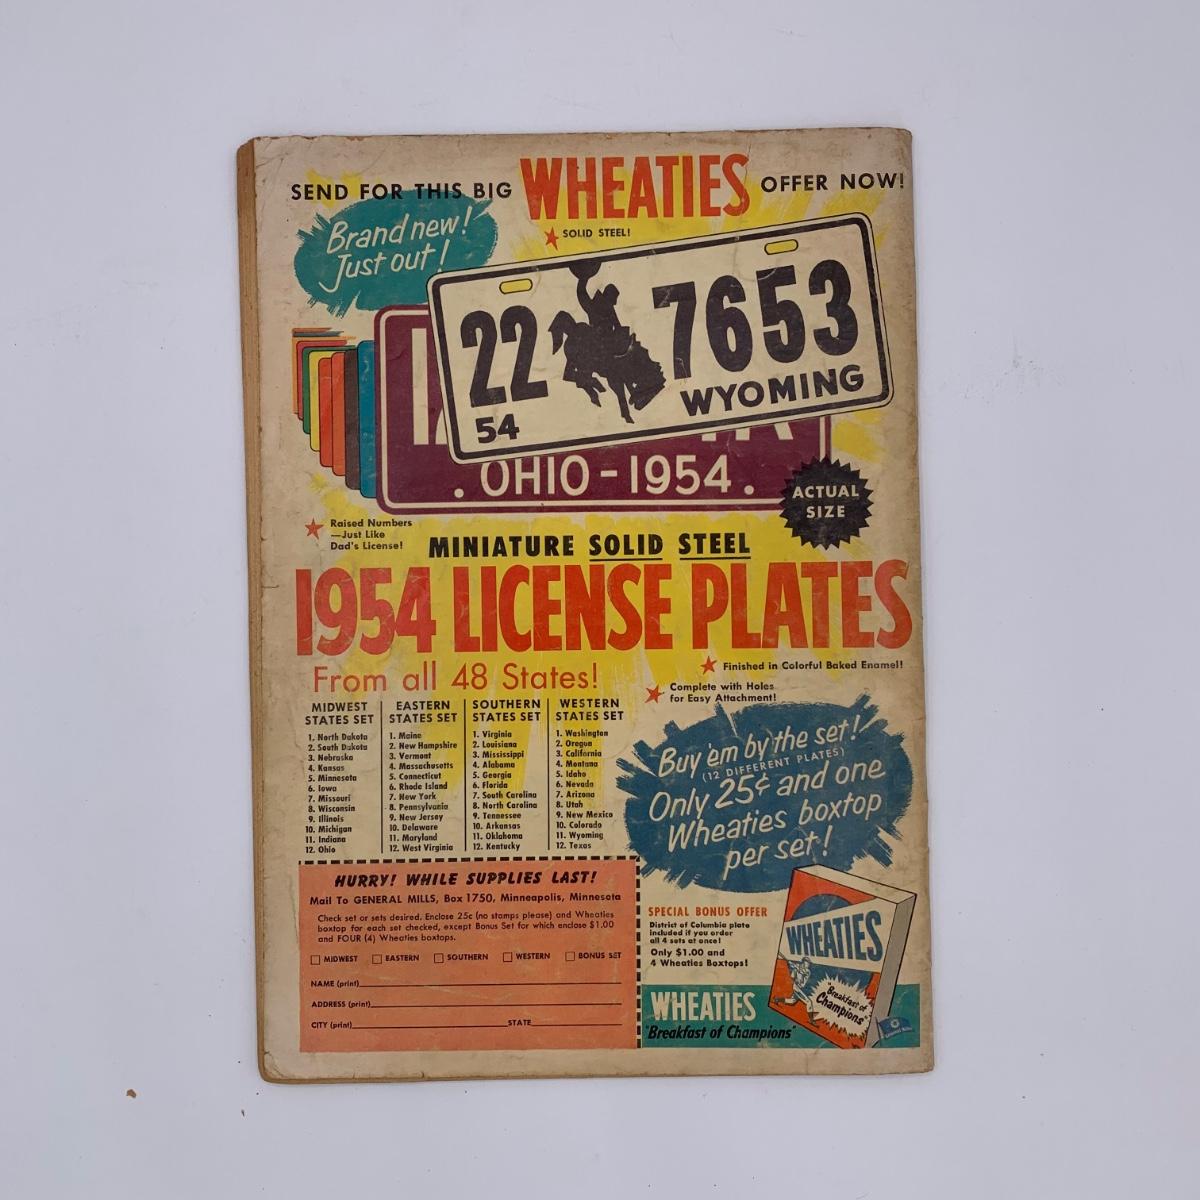 SEND FOR THIS BIG WHEATIES OFFER NOW!
Brand new!
Just out!
SOLID STEEL!
22 7653
54 WYOMING
. OHIO - 1954 .
ACTUAL
SIZE
Raised Numbers
—Just Like
Dad's License!
MINIATURE SOLID STEEL
1954 LICENSE PLATES
From all 48 States!
Finished in Colorful Baked Enamel!
Complete with Holes
for Easy Attachment!
MIDWEST
STATES SET
1. North Dakota
2. South Dakota
3. Nebraska
4. Kansas
5. Minnesota
6. Iowa
7. Missouri
8. Wisconsin
9. Illinois
10. Michigan
11. Indiana
12. Ohio
EASTERN
STATES SET
1. Maine
2. New Hampshire
3. Vermont
4. Massachusetts
5. Connecticut
6. Rhode Island
7. New York
8. Pennsylvania
9. New Jersey
10. Delaware
11. Maryland
12. West Virginia
SOUTHERN
STATES SET
1. Virginia
2. Louisiana
3. Mississippi
4. Alabama
5. Georgia
6. Florida
7. South Carolina
8. North Carolina
9. Tennessee
10. Arkansas
11. Oklahoma
12. Kentucky
WESTERN
STATES SET
1. Washington
2. Oregon
3. California
4. Montana
5. Idaho
6. Nevada
7. Arizona
8. Utah
9. New Mexico
10. Colorado
11. Wyoming
12. Texas
Buy 'em by the set!
(12 DIFFERENT PLATES)
Only 25¢ and one
Wheaties boxtop
per set!
HURRY! WHILE SUPPLIES LAST!
Mail To GENERAL MILLS, Box 1750, Minneapolis, Minnesota
Check set or sets desired. Enclose 25c (no stamps please) and Wheaties
boxtop for each set checked, except Bonus Set for which enclose $1.00
and FOUR (4) Wheaties boxtops.
MIDWEST EASTERN SOUTHERN WESTERN BONUS SET
NAME (print)
ADDRESS (print)
CITY (print) STATE
SPECIAL BONUS OFFER
District of Columbia plate
included if you order
all 4 sets at once!
Only $1.00 and
4 Wheaties Boxtops!
WHEATIES
"Breakfast of Champions"
WHEATIES
"Breakfast of
Champions"
General Mills